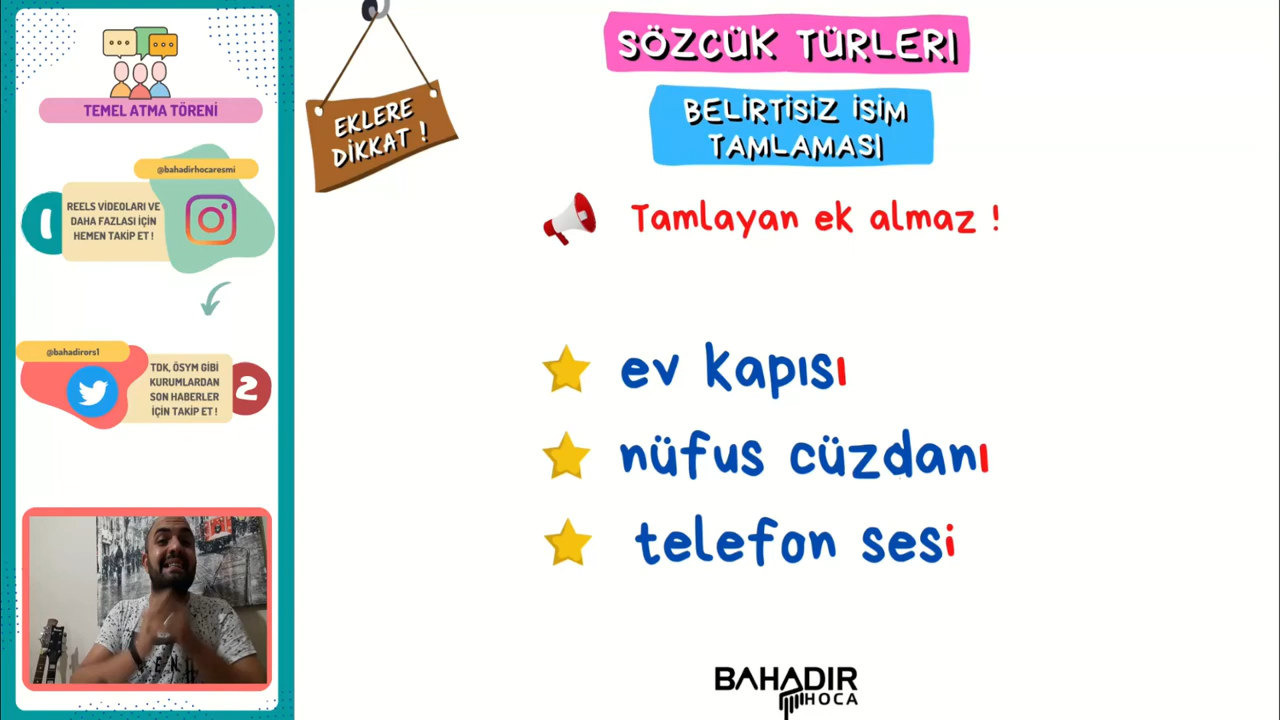 TEMEL ATMA TÖRENİ
@bahadirhocaresmi
1
REELS VİDEOLARI VE
DAHA FAZLASI İÇİN
HEMEN TAKİP ET !
@bahadirors1
TDK, ÖSYM GİBİ
KURUMLARDAN
SON HABERLER
İÇİN TAKİP ET !
2
EKLERE
DİKKAT !
SÖZCÜK TÜRLERI
BELİRTİSİZ İSİM
TAMLAMASI
Tamlayan ek almaz !
ev kapısı
nüfus cüzdanı
telefon sesi
BAHADIR
HOCA